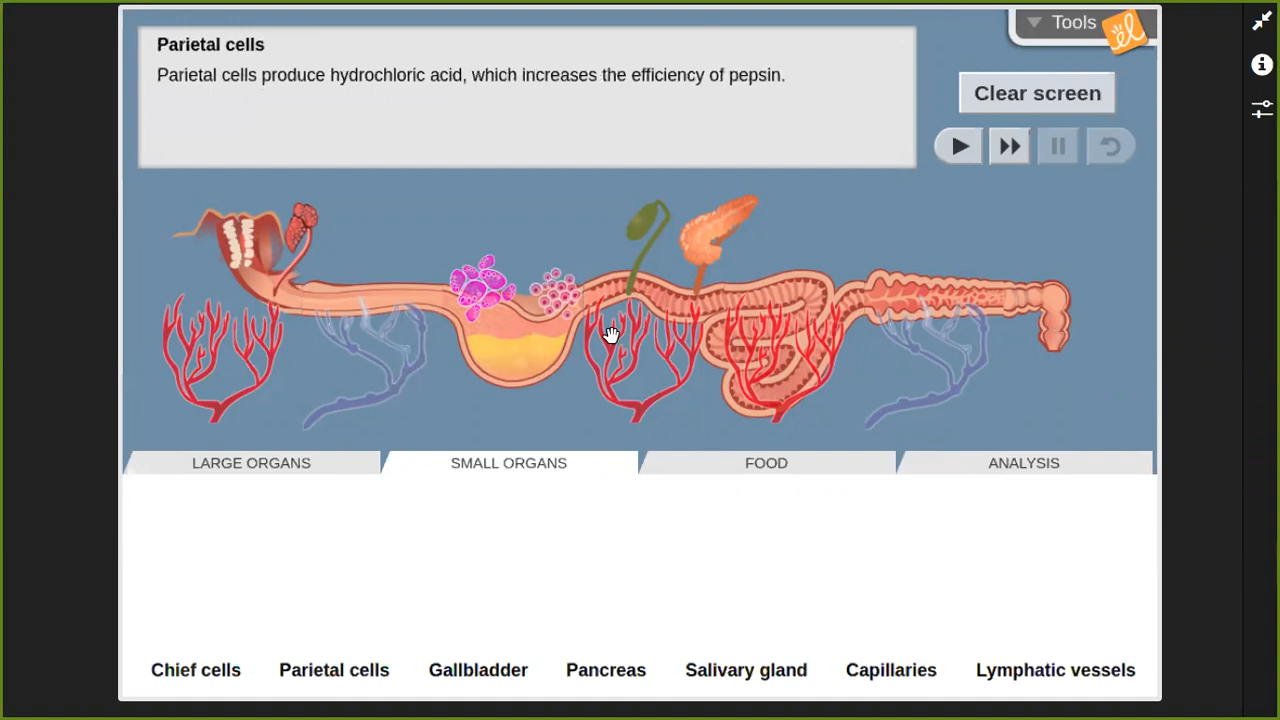 Parietal cells
Parietal cells produce hydrochloric acid, which increases the efficiency of pepsin.
Tools
el
Clear screen
LARGE ORGANS
SMALL ORGANS
FOOD
ANALYSIS
Chief cells
Parietal cells
Gallbladder
Pancreas
Salivary gland
Capillaries
Lymphatic vessels